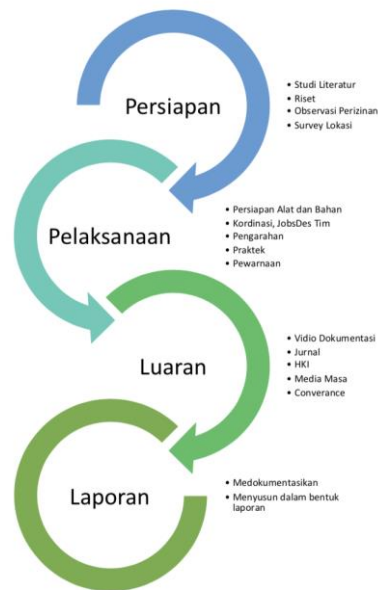 Persiapan
• Studi Literatur
• Riset
• Observasi Perizinan
• Survey Lokasi
Pelaksanaan
• Persiapan Alat dan Bahan
• Kordinasi, JobsDes Tim
• Pengarahan
• Praktek
• Pewarnaan
Luaran
• Vidio Dokumentasi
• Jurnal
• HKI
• Media Masa
• Converance
Laporan
• Medokumentasikan
• Menyusun dalam bentuk
laporan